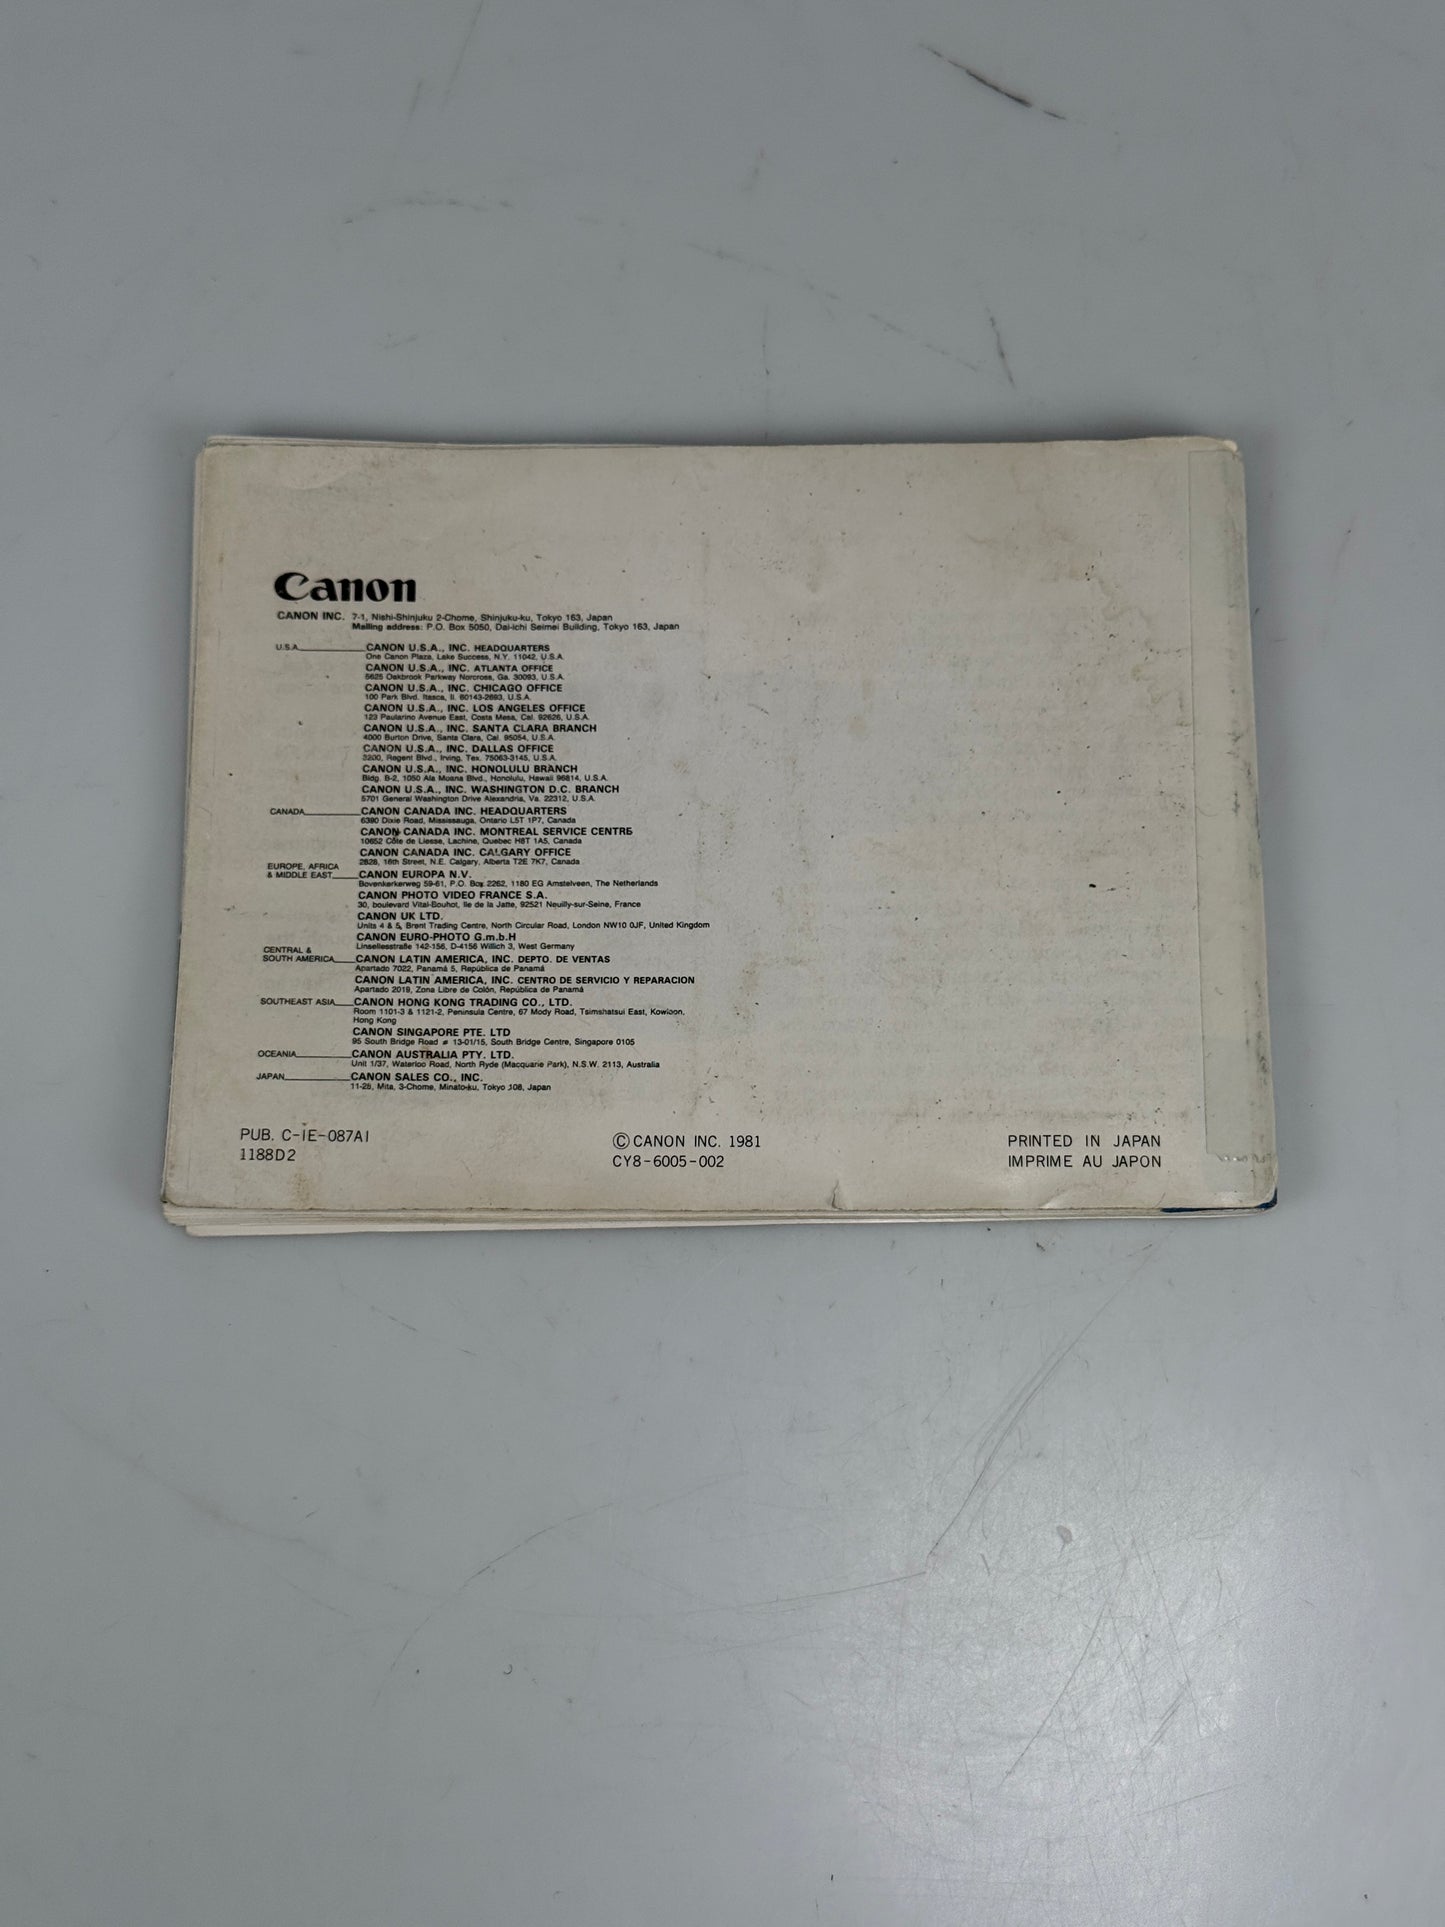 Canon
CANON INC. 7-1, Nishi-Shinjuku 2-Chome, Shinjuku-ku, Tokyo 163, Japan
Mailing address: P.O. Box 5050, Dai-ichi Seimei Building, Tokyo 163, Japan
U.S.A. CANON U.S.A., INC. HEADQUARTERS
One Canon Plaza, Lake Success, N.Y. 11042, U.S.A.
CANON U.S.A., INC. ATLANTA OFFICE
5625 Oakbrook Parkway Norcross, Ga. 30093, U.S.A.
CANON U.S.A., INC. CHICAGO OFFICE
100 Park Blvd. Itasca, Il. 60143-2693, U.S.A.
CANON U.S.A., INC. LOS ANGELES OFFICE
123 Paularino Avenue East, Costa Mesa, Cal. 92626, U.S.A.
CANON U.S.A., INC. SANTA CLARA BRANCH
4000 Burton Drive, Santa Clara, Cal. 95054, U.S.A.
CANON U.S.A., INC. DALLAS OFFICE
3200, Regent Blvd., Irving, Tex. 75063-3145, U.S.A.
CANON U.S.A., INC. HONOLULU BRANCH
Bldg. B-2, 1050 Ala Moana Blvd., Honolulu, Hawaii 96814, U.S.A.
CANON U.S.A., INC. WASHINGTON D.C. BRANCH
5701 General Washington Drive Alexandria, Va. 22312, U.S.A.
CANADA CANON CANADA INC. HEADQUARTERS
6390 Dixie Road, Mississauga, Ontario L5T 1P7, Canada
CANON CANADA INC. MONTREAL SERVICE CENTRE
10652 Côte de Liesse, Lachine, Quebec H8T 1A5, Canada
CANON CANADA INC. CALGARY OFFICE
2828, 16th Street, N.E. Calgary, Alberta T2E 7K7, Canada
EUROPE, AFRICA
& MIDDLE EAST CANON EUROPA N.V.
Bovenkerkerweg 59-61, P.O. Box 2262, 1180 EG Amstelveen, The Netherlands
CANON PHOTO VIDEO FRANCE S.A.
30, boulevard Vital-Bouhot, Ile de la Jatte, 92521 Neuilly-sur-Seine, France
CANON UK LTD.
Units 4 & 5, Brent Trading Centre, North Circular Road, London NW10 0JF, United Kingdom
CANON EURO-PHOTO G.m.b.H
Linsellesstraße 142-156, D-4156 Willich 3, West Germany
CENTRAL &
SOUTH AMERICA CANON LATIN AMERICA, INC. DEPTO. DE VENTAS
Apartado 7022, Panamá 5, República de Panamá
CANON LATIN AMERICA, INC. CENTRO DE SERVICIO Y REPARACION
Apartado 2019, Zona Libre de Colón, República de Panamá
SOUTHEAST ASIA CANON HONG KONG TRADING CO., LTD.
Room 1101-3 & 1121-2, Peninsula Centre, 67 Mody Road, Tsimshatsui East, Kowloon,
Hong Kong
CANON SINGAPORE PTE. LTD
95 South Bridge Road # 13-01/15, South Bridge Centre, Singapore 0105
OCEANIA CANON AUSTRALIA PTY. LTD.
Unit 1/37, Waterloo Road, North Ryde (Macquarie Park), N.S.W. 2113, Australia
JAPAN CANON SALES CO., INC.
11-28, Mita, 3-Chome, Minato-ku, Tokyo 108, Japan
PUB. C-IE-087AI
1188D2
© CANON INC. 1981
CY8-6005-002
PRINTED IN JAPAN
IMPRIME AU JAPON